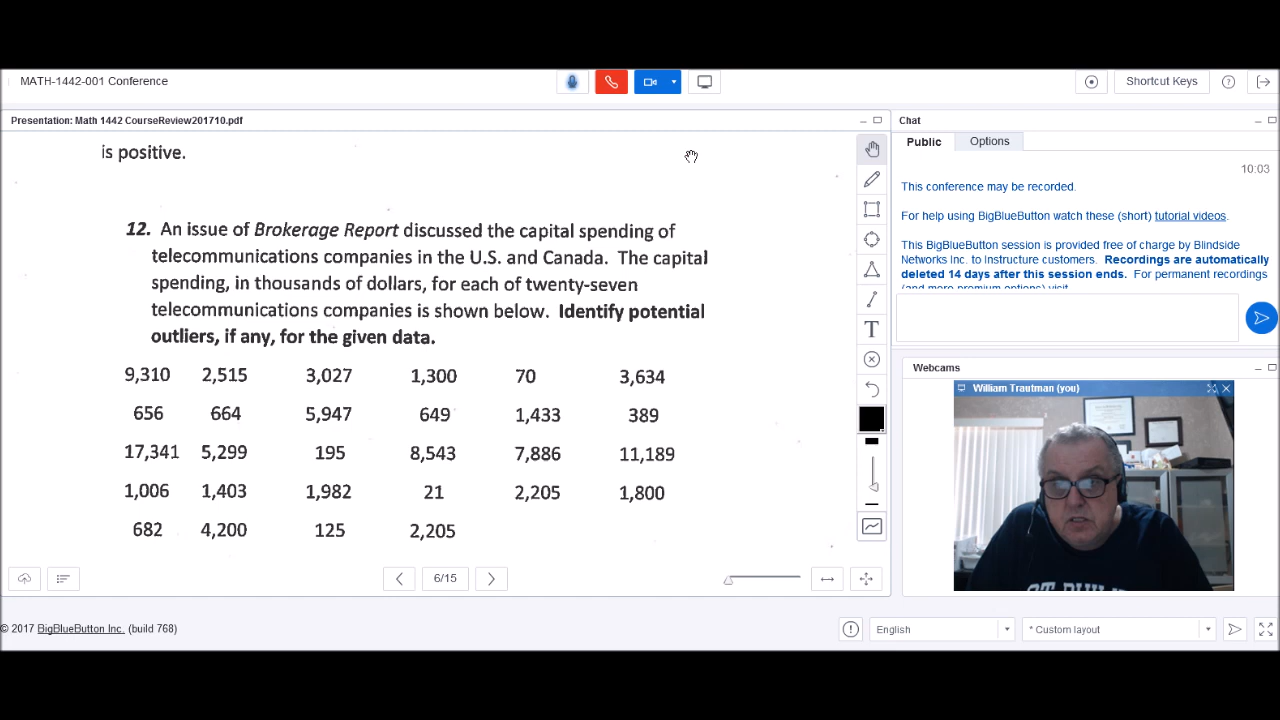 MATH-1442-001 Conference
Shortcut Keys
Presentation: Math 1442 CourseReview201710.pdf
is positive.
12. An issue of Brokerage Report discussed the capital spending of
telecommunications companies in the U.S. and Canada. The capital
spending, in thousands of dollars, for each of twenty-seven
telecommunications companies is shown below. Identify potential
outliers, if any, for the given data.
9,310 2,515 3,027 1,300 70 3,634
656 664 5,947 649 1,433 389
17,341 5,299 195 8,543 7,886 11,189
1,006 1,403 1,982 21 2,205 1,800
682 4,200 125 2,205
6/15
T
Chat
Public Options
10:03
This conference may be recorded.
For help using BigBlueButton watch these (short) tutorial videos.
This BigBlueButton session is provided free of charge by Blindside
Networks Inc. to Instructure customers. Recordings are automatically
deleted 14 days after this session ends. For permanent recordings
(and more premium options) visit
Webcams
William Trautman (you)
© 2017 BigBlueButton Inc. (build 768)
English
* Custom layout